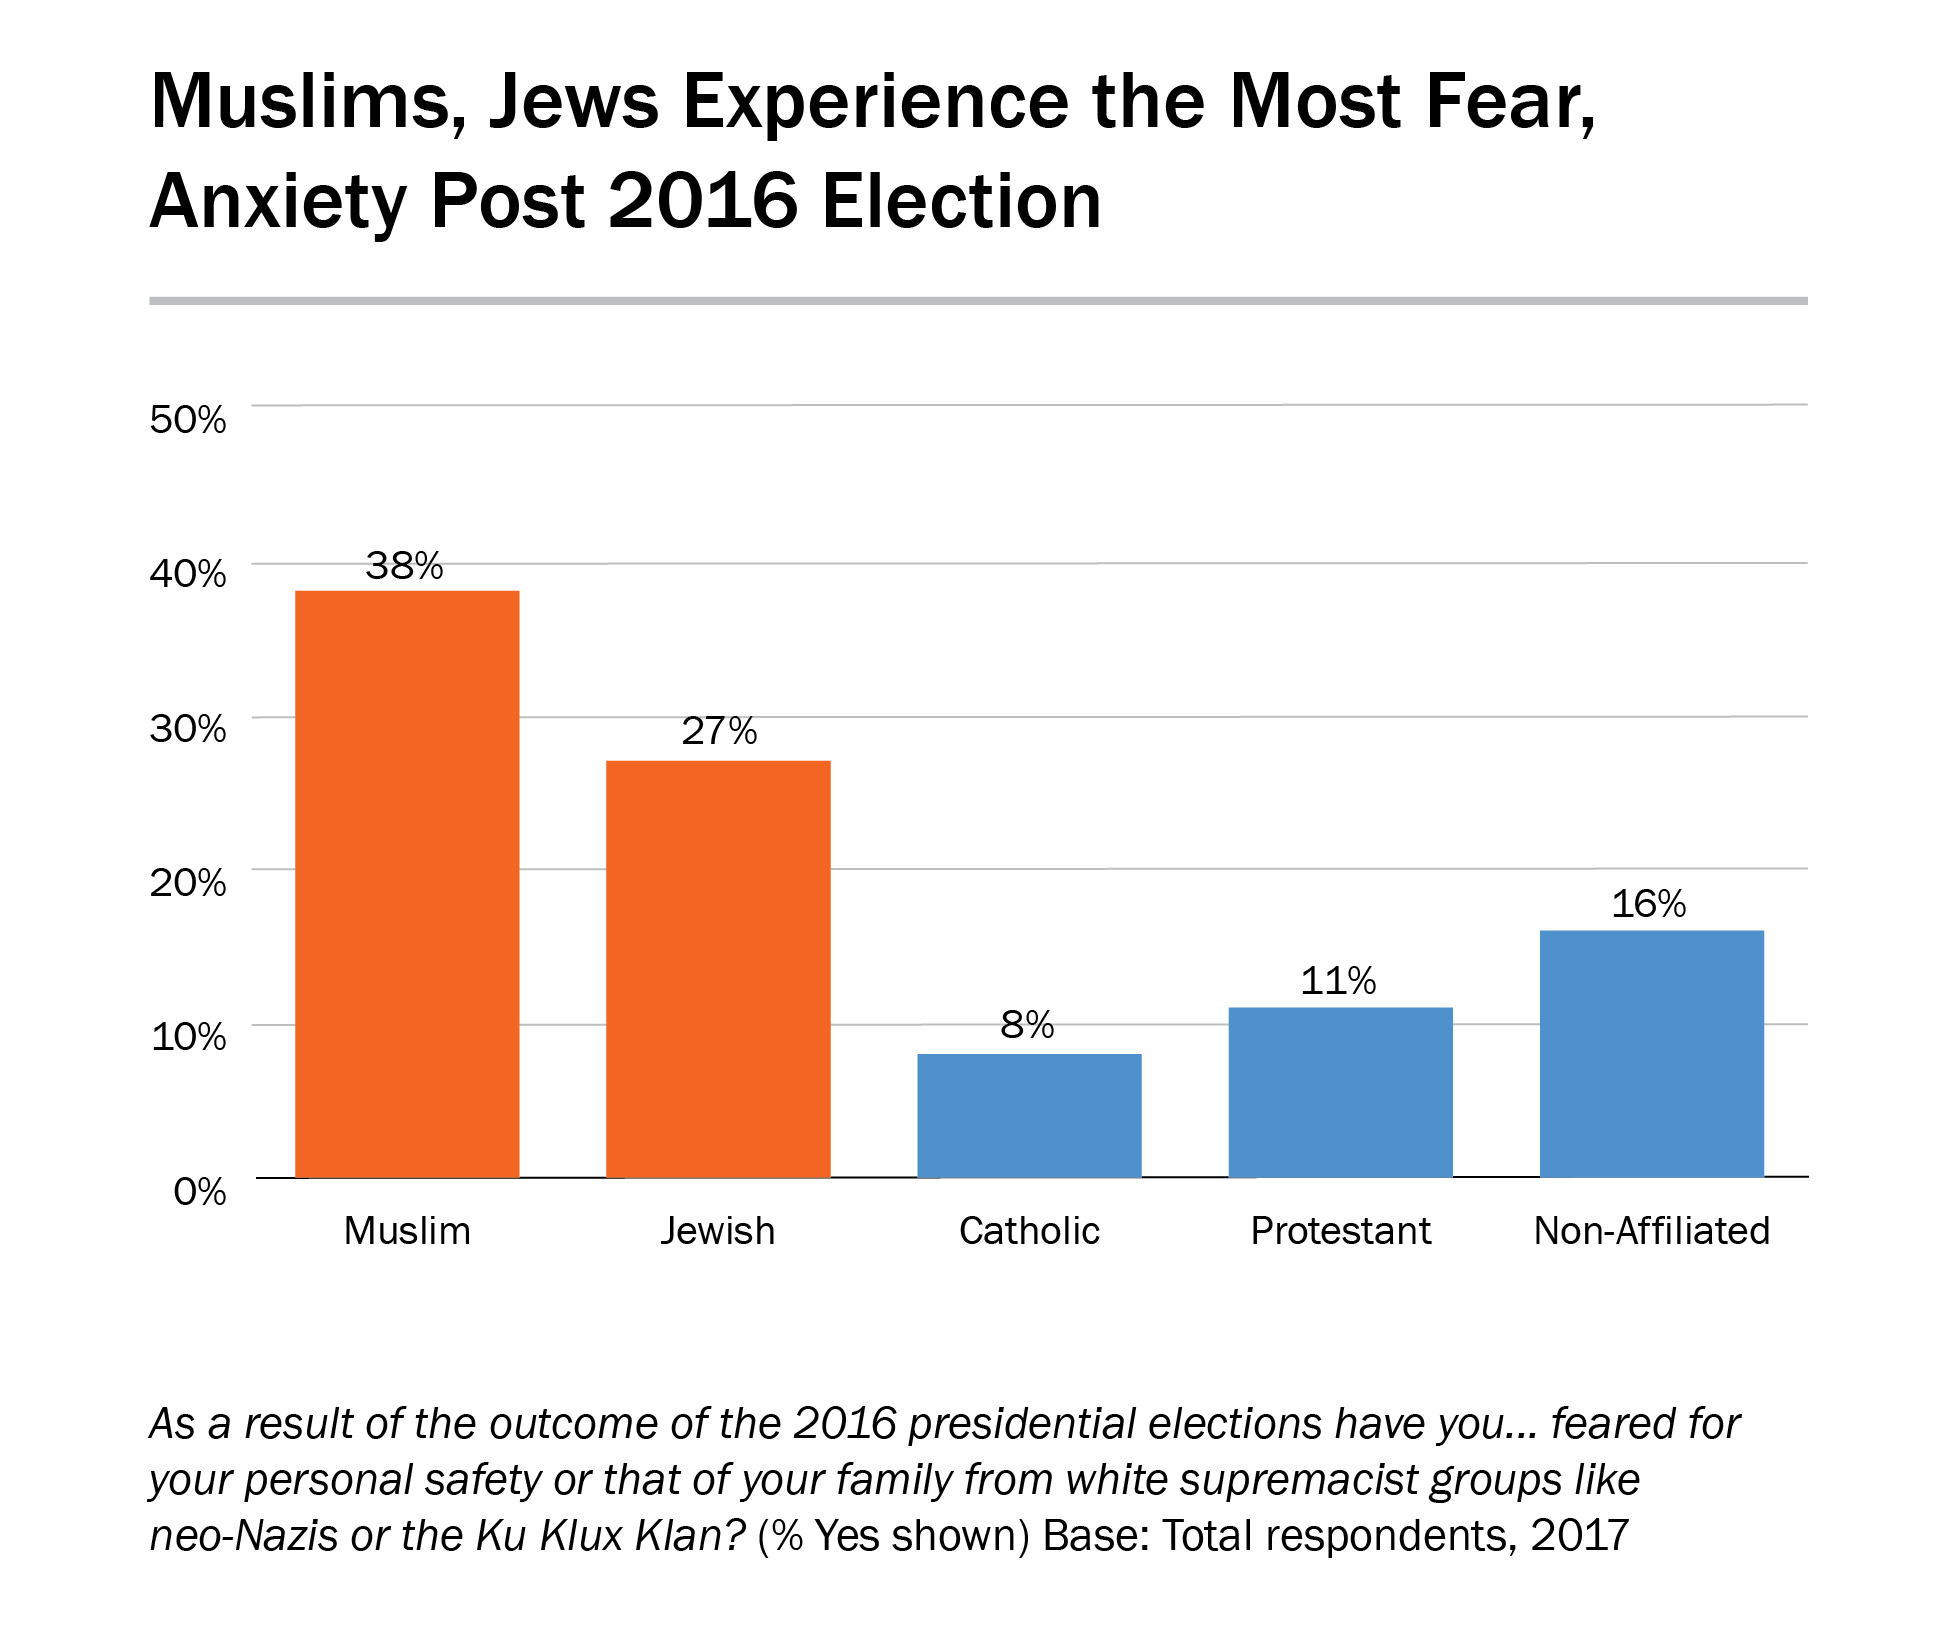 Muslims, Jews Experience the Most Fear,
Anxiety Post 2016 Election
50%
40%
30%
20%
10%
0%
38%
27%
8%
11%
16%
Muslim
Jewish
Catholic
Protestant
Non-Affiliated
As a result of the outcome of the 2016 presidential elections have you... feared for
your personal safety or that of your family from white supremacist groups like
neo-Nazis or the Ku Klux Klan? (% Yes shown) Base: Total respondents, 2017